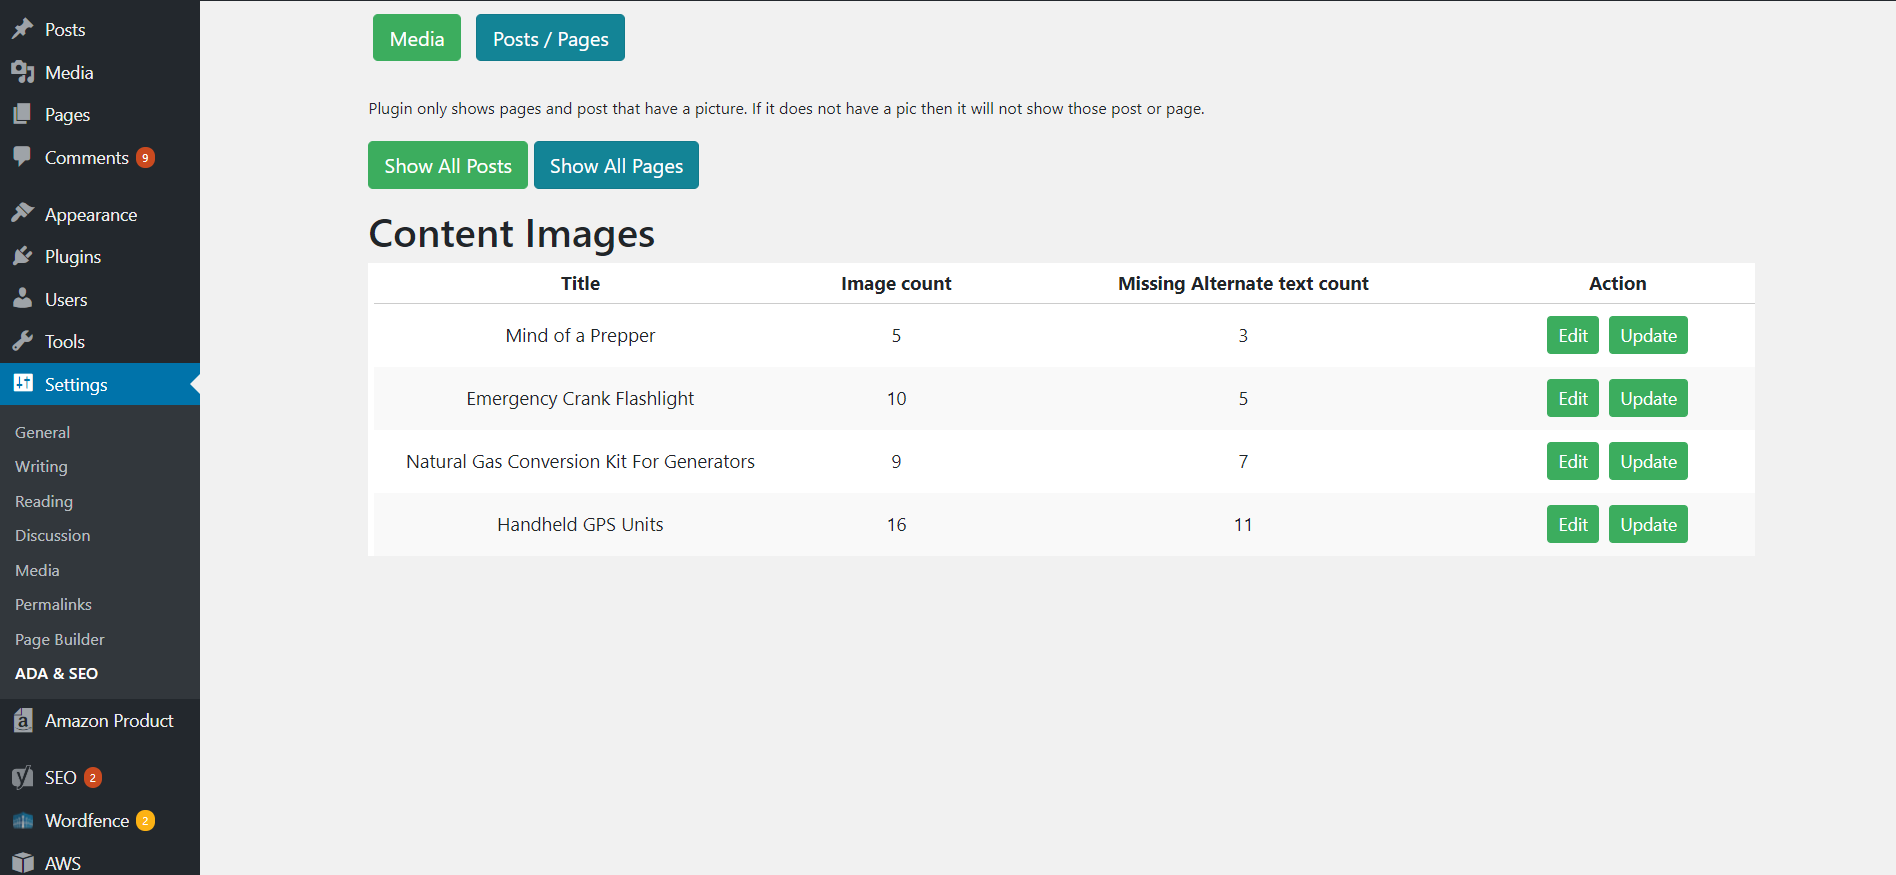 Posts
Media
Pages
Comments 9
Appearance
Plugins
Users
Tools
Settings
General
Writing
Reading
Discussion
Media
Permalinks
Page Builder
ADA & SEO
Amazon Product
SEO 2
Wordfence 2
AWS
Media Posts / Pages
Plugin only shows pages and post that have a picture. If it does not have a pic then it will not show those post or page.
Show All Posts Show All Pages
Content Images
Title Image count Missing Alternate text count Action
Mind of a Prepper 5 3 Edit Update
Emergency Crank Flashlight 10 5 Edit Update
Natural Gas Conversion Kit For Generators 9 7 Edit Update
Handheld GPS Units 16 11 Edit Update